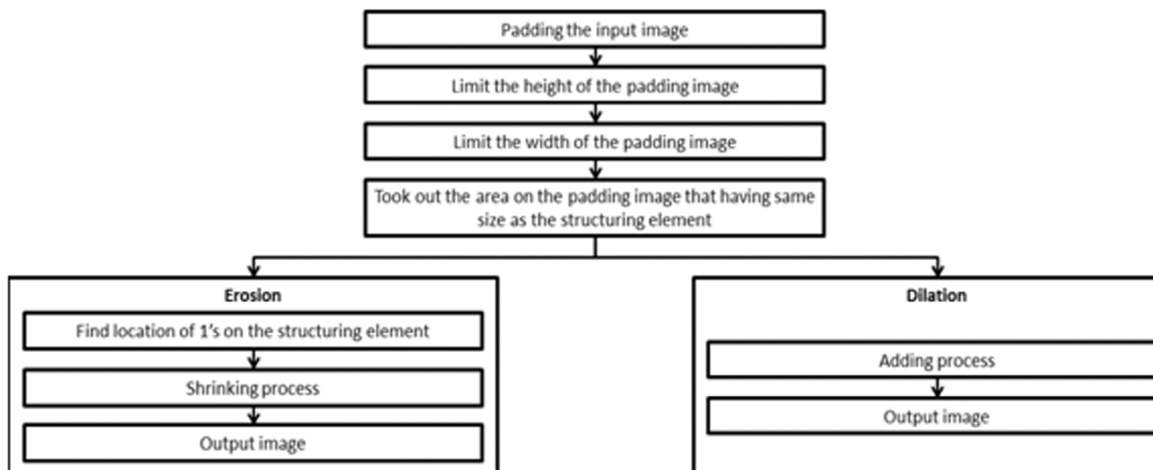 Padding the input image
Limit the height of the padding image
Limit the width of the padding image
Took out the area on the padding image that having same
size as the structuring element
Erosion
Find location of 1's on the structuring element
Shrinking process
Output image
Dilation
Adding process
Output image